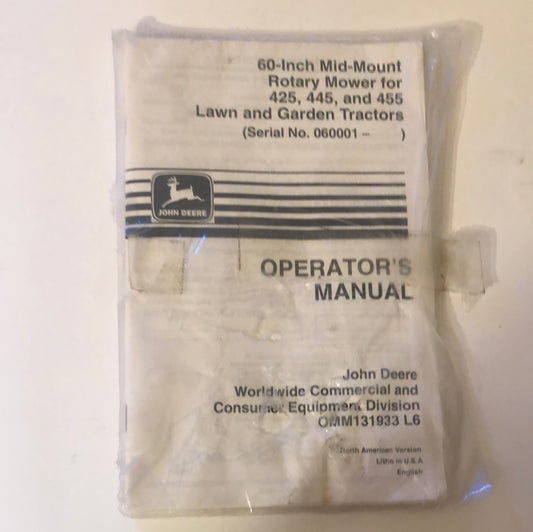 60-Inch Mid-Mount
Rotary Mower for
425, 445, and 455
Lawn and Garden Tractors
(Serial No. 060001 –      )
JOHN DEERE
OPERATOR'S
MANUAL
John Deere
Worldwide Commercial and
Consumer Equipment Division
OMM131933 L6
North American Version
Litho in U.S.A
English